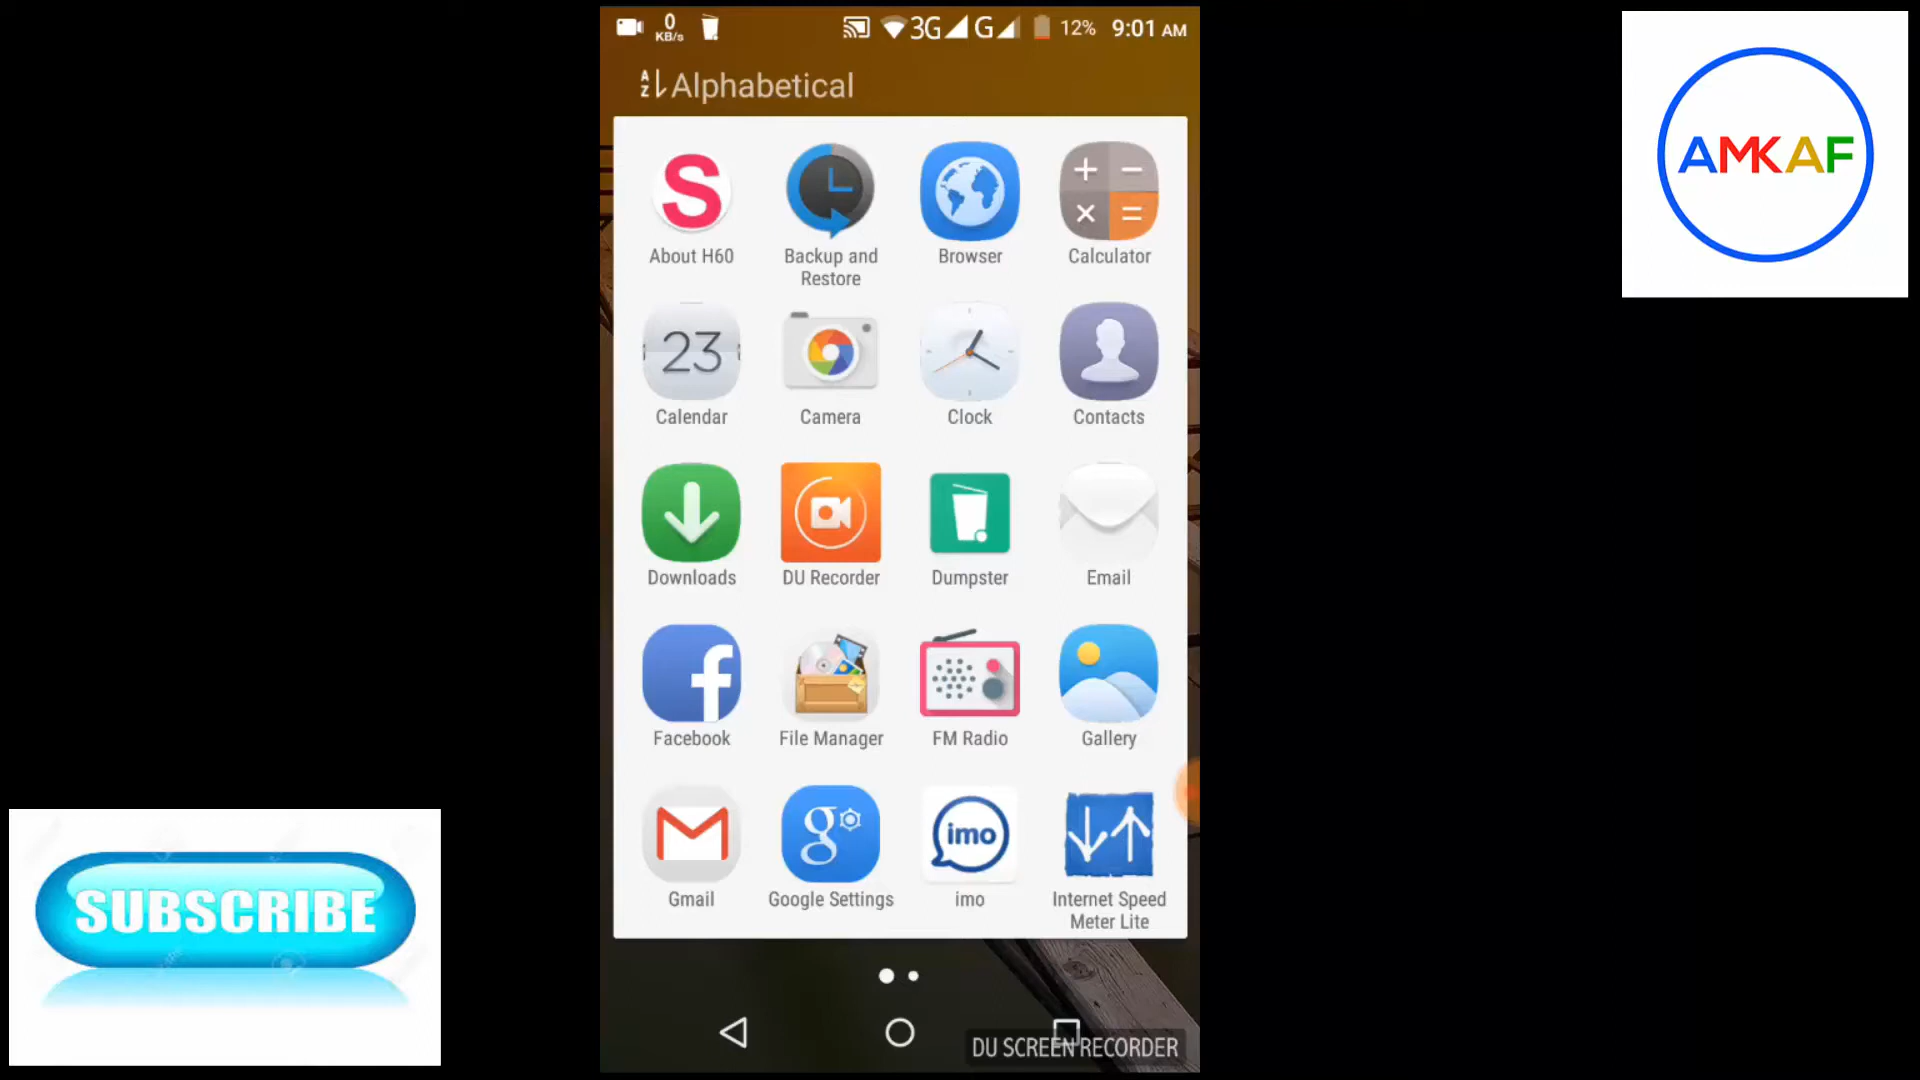 0
KB/s
3G
G
12%
9:01 AM
A
Z
Alphabetical
AMKAF
About H60
Backup and
Restore
Browser
Calculator
23
Calendar
Camera
Clock
Contacts
Downloads
DU Recorder
Dumpster
Email
Facebook
File Manager
FM Radio
Gallery
imo
Gmail
Google Settings
imo
Internet Speed
Meter Lite
SUBSCRIBE
DU SCREEN RECORDER